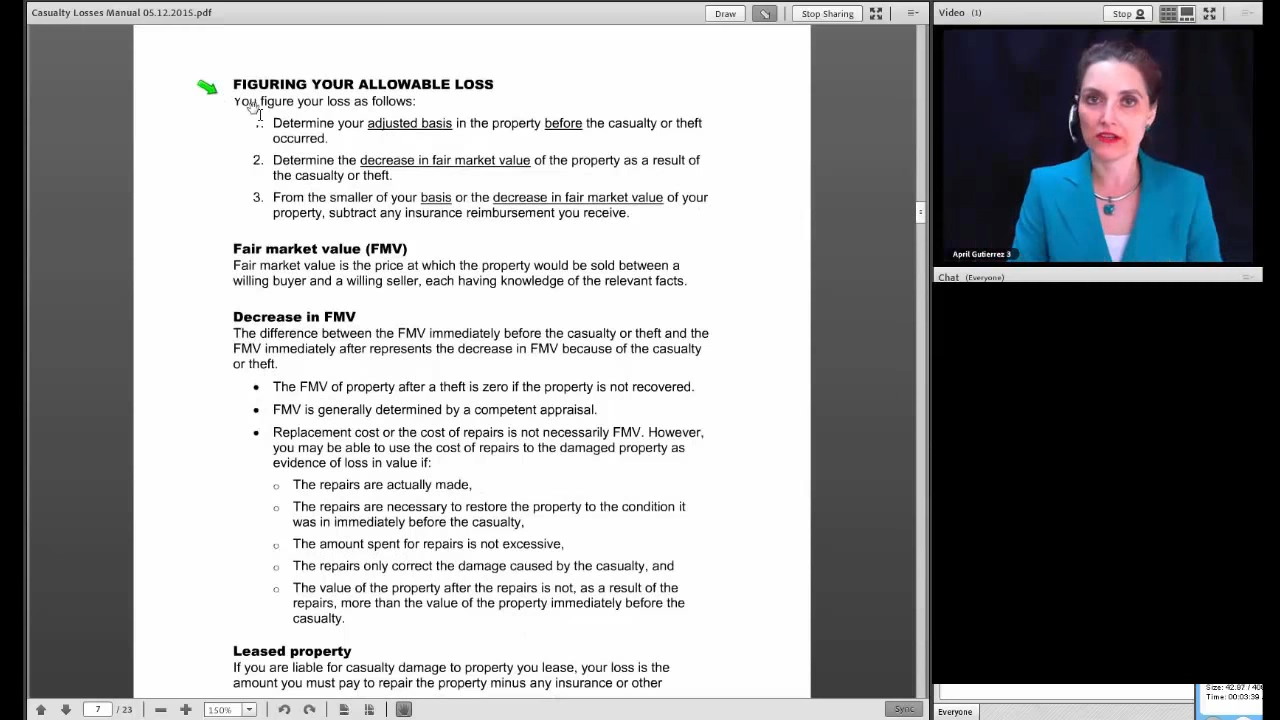 Casualty Losses Manual 05.12.2015.pdf
Draw
Stop Sharing
Video (1)
Stop
FIGURING YOUR ALLOWABLE LOSS
You figure your loss as follows:
Determine your adjusted basis in the property before the casualty or theft
occurred.
2. Determine the decrease in fair market value of the property as a result of
the casualty or theft.
3. From the smaller of your basis or the decrease in fair market value of your
property, subtract any insurance reimbursement you receive.
Fair market value (FMV)
Fair market value is the price at which the property would be sold between a
willing buyer and a willing seller, each having knowledge of the relevant facts.
Decrease in FMV
The difference between the FMV immediately before the casualty or theft and the
FMV immediately after represents the decrease in FMV because of the casualty
or theft.
• The FMV of property after a theft is zero if the property is not recovered.
• FMV is generally determined by a competent appraisal.
• Replacement cost or the cost of repairs is not necessarily FMV. However,
you may be able to use the cost of repairs to the damaged property as
evidence of loss in value if:
o The repairs are actually made,
o The repairs are necessary to restore the property to the condition it
was in immediately before the casualty,
o The amount spent for repairs is not excessive,
o The repairs only correct the damage caused by the casualty, and
o The value of the property after the repairs is not, as a result of the
repairs, more than the value of the property immediately before the
casualty.
Leased property
If you are liable for casualty damage to property you lease, your loss is the
amount you must pay to repair the property minus any insurance or other
7 / 23
150%
Sync
April Gutierrez 3
Chat (Everyone)
Everyone
Size: 42.87 / 40
Time: 00:03:39